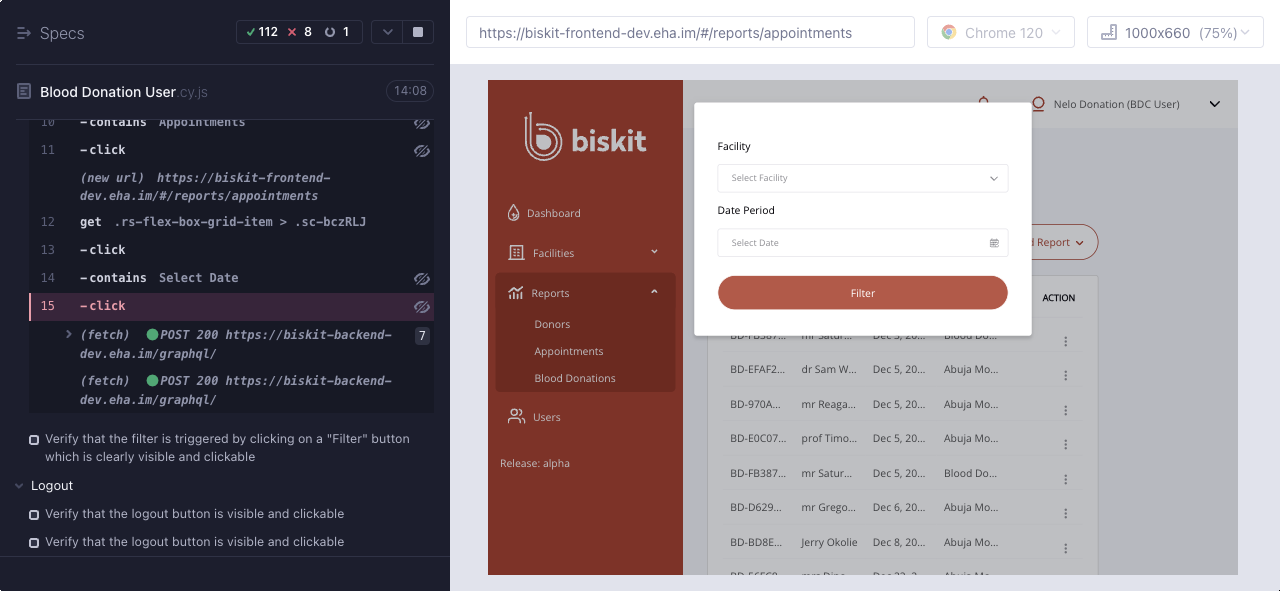 Specs
112
8
1
Blood Donation User.cy.js
14:08
10 -contains Appointments
11 -click
(new url) https://biskit-frontend-
dev.eha.im/#/reports/appointments
12 get .rs-flex-box-grid-item > .sc-bczRLJ
13 -click
14 -contains Select Date
15 -click
(fetch) POST 200 https://biskit-backend-
dev.eha.im/graphql/
7
(fetch) POST 200 https://biskit-backend-
dev.eha.im/graphql/
Verify that the filter is triggered by clicking on a "Filter" button
which is clearly visible and clickable
Logout
Verify that the logout button is visible and clickable
Verify that the logout button is visible and clickable
https://biskit-frontend-dev.eha.im/#/reports/appointments
Chrome 120
1000x660 (75%)
biskit
Dashboard
Facilities
Reports
Donors
Appointments
Blood Donations
Users
Release: alpha
Nelo Donation (BDC User)
Facility
Select Facility
Date Period
Select Date
Filter
Report
ACTION
BD-FB387... mr Satur... Dec 5, 20... Blood Do...
BD-EFAF2... dr Sam W... Dec 5, 20... Abuja Mo...
BD-970A... mr Reaga... Dec 5, 20... Abuja Mo...
BD-E0C07... prof Timo... Dec 5, 20... Abuja Mo...
BD-FB387... mr Satur... Dec 5, 20... Blood Do...
BD-D629... mr Grego... Dec 6, 20... Abuja Mo...
BD-BD8E... Jerry Okolie Dec 8, 20... Abuja Mo...